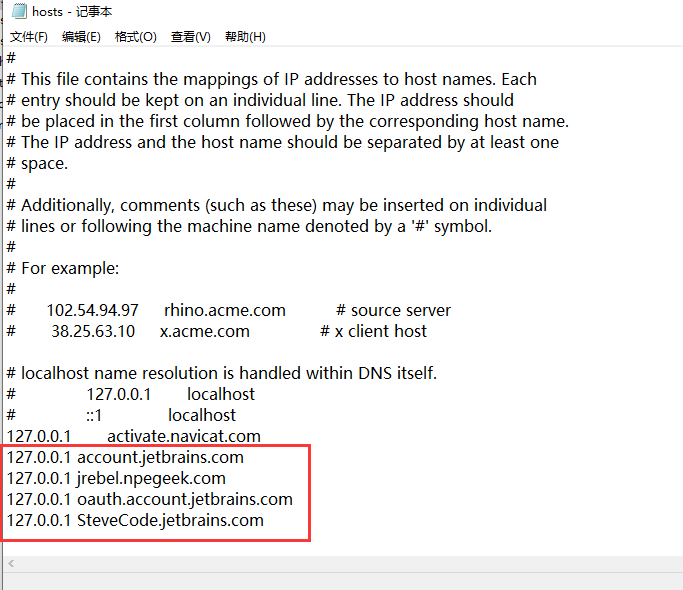 hosts - 记事本
文件(F) 编辑(E) 格式(O) 查看(V) 帮助(H)
#
# This file contains the mappings of IP addresses to host names. Each
# entry should be kept on an individual line. The IP address should
# be placed in the first column followed by the corresponding host name.
# The IP address and the host name should be separated by at least one
# space.
#
# Additionally, comments (such as these) may be inserted on individual
# lines or following the machine name denoted by a '#' symbol.
#
# For example:
#
# 102.54.94.97 rhino.acme.com # source server
# 38.25.63.10 x.acme.com # x client host
# localhost name resolution is handled within DNS itself.
# 127.0.0.1 localhost
# ::1 localhost
127.0.0.1 activate.navicat.com
127.0.0.1 account.jetbrains.com
127.0.0.1 jrebel.npegeek.com
127.0.0.1 oauth.account.jetbrains.com
127.0.0.1 SteveCode.jetbrains.com